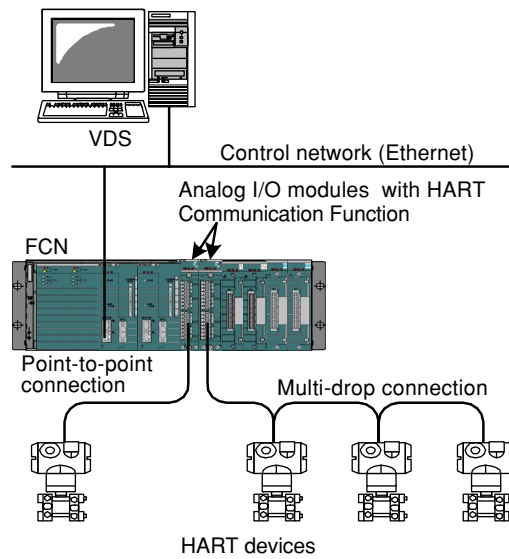 VDS
Control network (Ethernet)
Analog I/O modules with HART
Communication Function
FCN
Point-to-point
connection
Multi-drop connection
HART devices